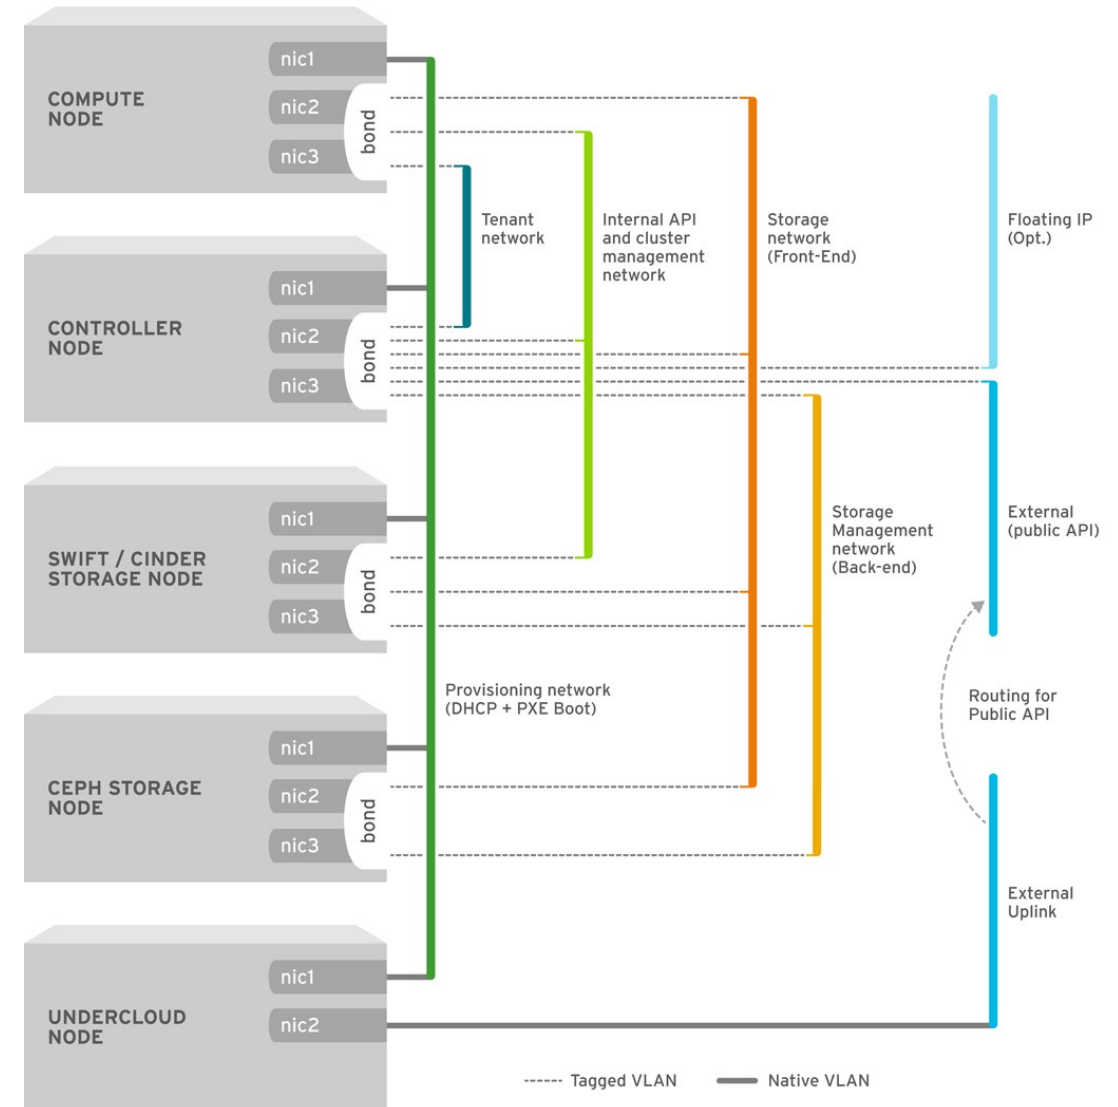 COMPUTE
NODE
nic1
nic2
nic3
bond
CONTROLLER
NODE
nic1
nic2
nic3
bond
SWIFT / CINDER
STORAGE NODE
nic1
nic2
nic3
bond
CEPH STORAGE
NODE
nic1
nic2
nic3
bond
UNDERCLOUD
NODE
nic1
nic2
Tenant
network
Internal API
and cluster
management
network
Storage
network
(Front-End)
Floating IP
(Opt.)
Storage
Management
network
(Back-end)
External
(public API)
Provisioning network
(DHCP + PXE Boot)
Routing for
Public API
External
Uplink
Tagged VLAN
Native VLAN